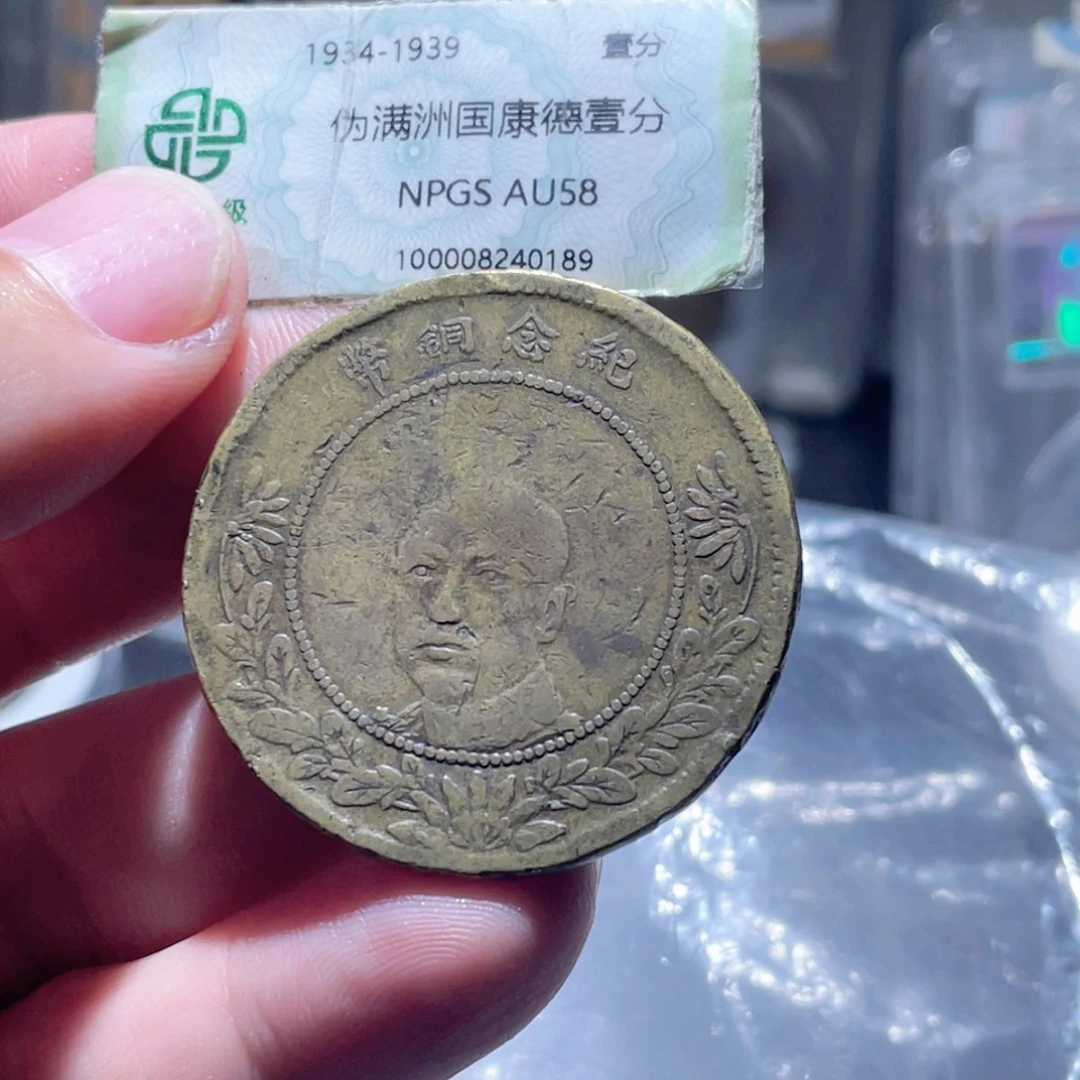 1934-1939 壹分
伪满洲国康德壹分
NPGS AU58
級
100008240189
幣銅念紀